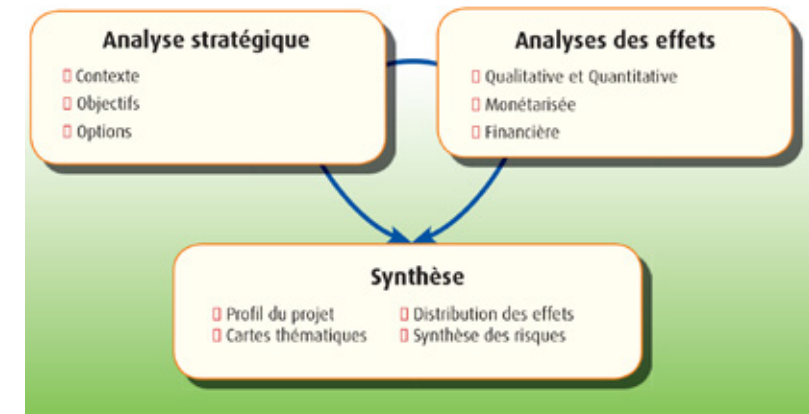 Analyse stratégique
Contexte
Objectifs
Options
Analyses des effets
Qualitative et Quantitative
Monétarisée
Financière
Synthèse
Profil du projet
Cartes thématiques
Distribution des effets
Synthèse des risques